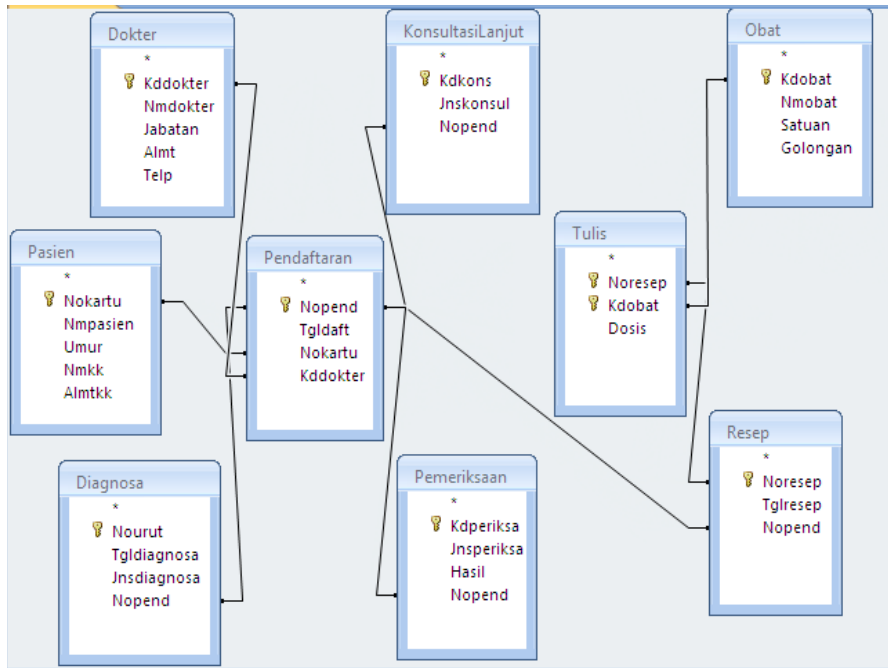 Dokter
*
Kddokter
Nmdokter
Jabatan
Almt
Telp
KonsultasiLanjut
*
Kdkons
Jnskonsul
Nopend
Obat
*
Kdobat
Nmobat
Satuan
Golongan
Pasien
*
Nokartu
Nmpasien
Umur
Nmkk
Almtkk
Pendaftaran
*
Nopend
Tgldaft
Nokartu
Kddokter
Tulis
*
Noresep
Kdobat
Dosis
Diagnosa
*
Nourut
Tgldiagnosa
Jnsdiagnosa
Nopend
Pemeriksaan
*
Kdperiksa
Jnsperiksa
Hasil
Nopend
Resep
*
Noresep
Tglresep
Nopend